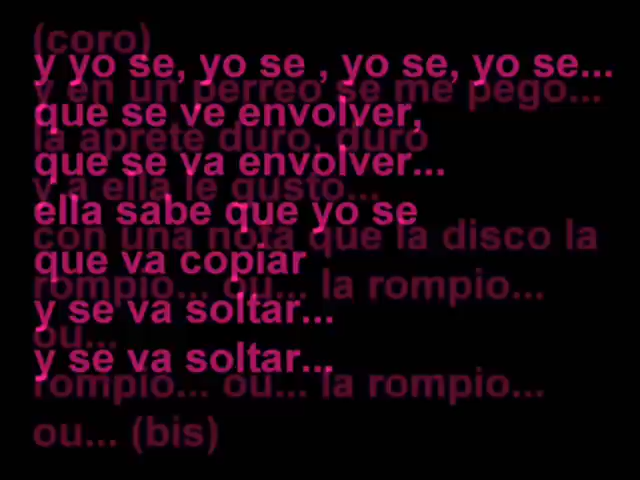 y yo se, yo se , yo se, yo se...
que se ve envolver,
que se va envolver...
ella sabe que yo se
que va copiar
y se va soltar...
y se va soltar...
(coro)
y en un perreo se me pego...
la aprete duro, duro
y a ella le gusto...
con una nota que la disco la
rompio... ou... la rompio...
ou...
rompio... ou... la rompio...
ou... (bis)